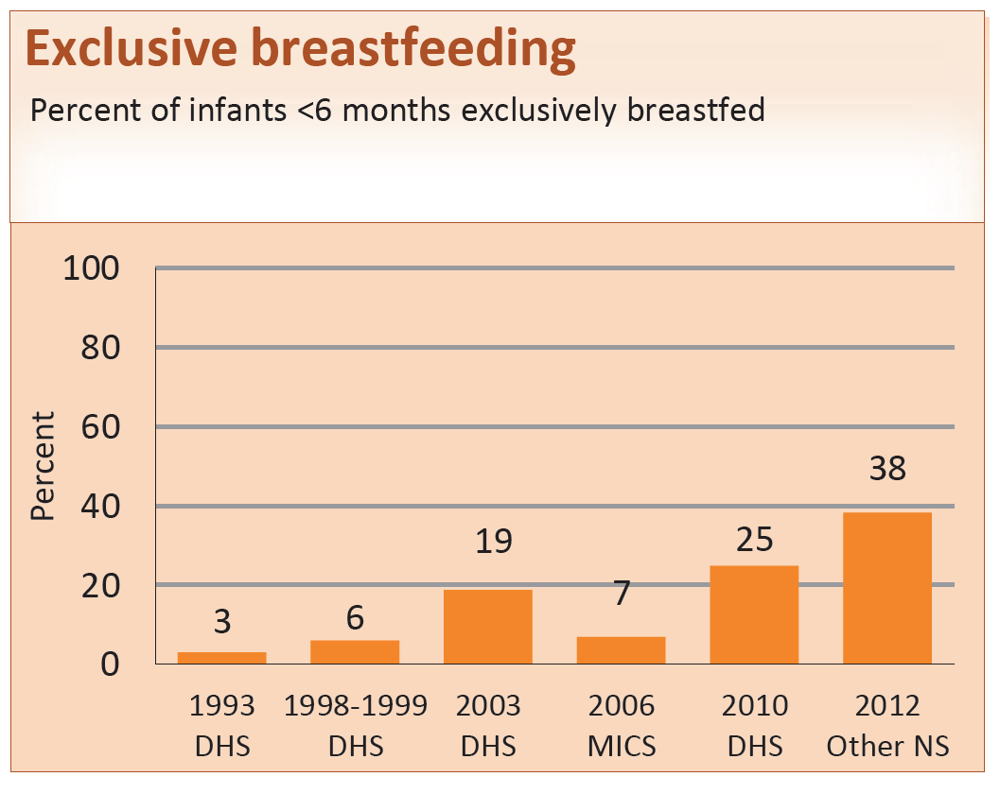 Exclusive breastfeeding
Percent of infants <6 months exclusively breastfed
Percent
100
80
60
40
20
0
3
6
19
7
25
38
1993 1998-1999 2003 2006 2010 2012
DHS DHS DHS MICS DHS Other NS